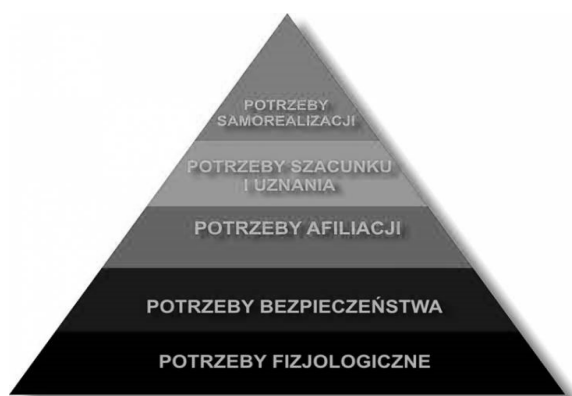 POTRZEBY
SAMOREALIZACJI
POTRZEBY SZACUNKU
I UZNANIA
POTRZEBY AFILIACJI
POTRZEBY BEZPIECZEŃSTWA
POTRZEBY FIZJOLOGICZNE